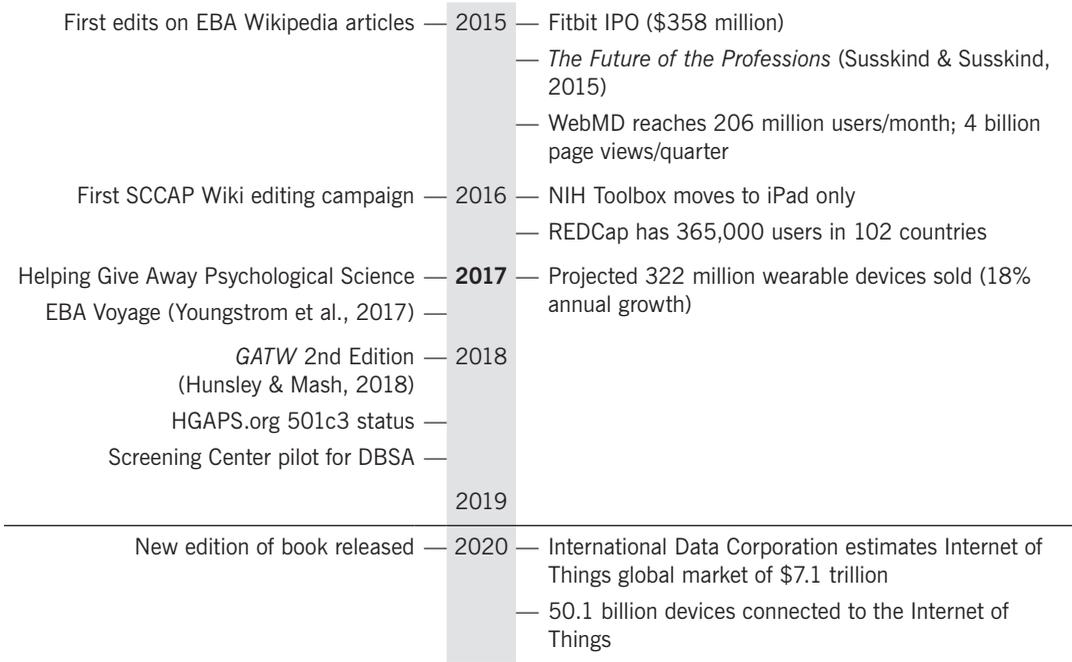 First edits on EBA Wikipedia articles — 2015 — Fitbit IPO ($358 million)
— The Future of the Professions (Susskind & Susskind,
2015)
— WebMD reaches 206 million users/month; 4 billion
page views/quarter
First SCCAP Wiki editing campaign — 2016 — NIH Toolbox moves to iPad only
— REDCap has 365,000 users in 102 countries
Helping Give Away Psychological Science — 2017 — Projected 322 million wearable devices sold (18%
annual growth)
EBA Voyage (Youngstrom et al., 2017) —
GATW 2nd Edition — 2018
(Hunsley & Mash, 2018)
HGAPS.org 501c3 status —
Screening Center pilot for DBSA —
2019
New edition of book released — 2020 — International Data Corporation estimates Internet of
Things global market of $7.1 trillion
— 50.1 billion devices connected to the Internet of
Things